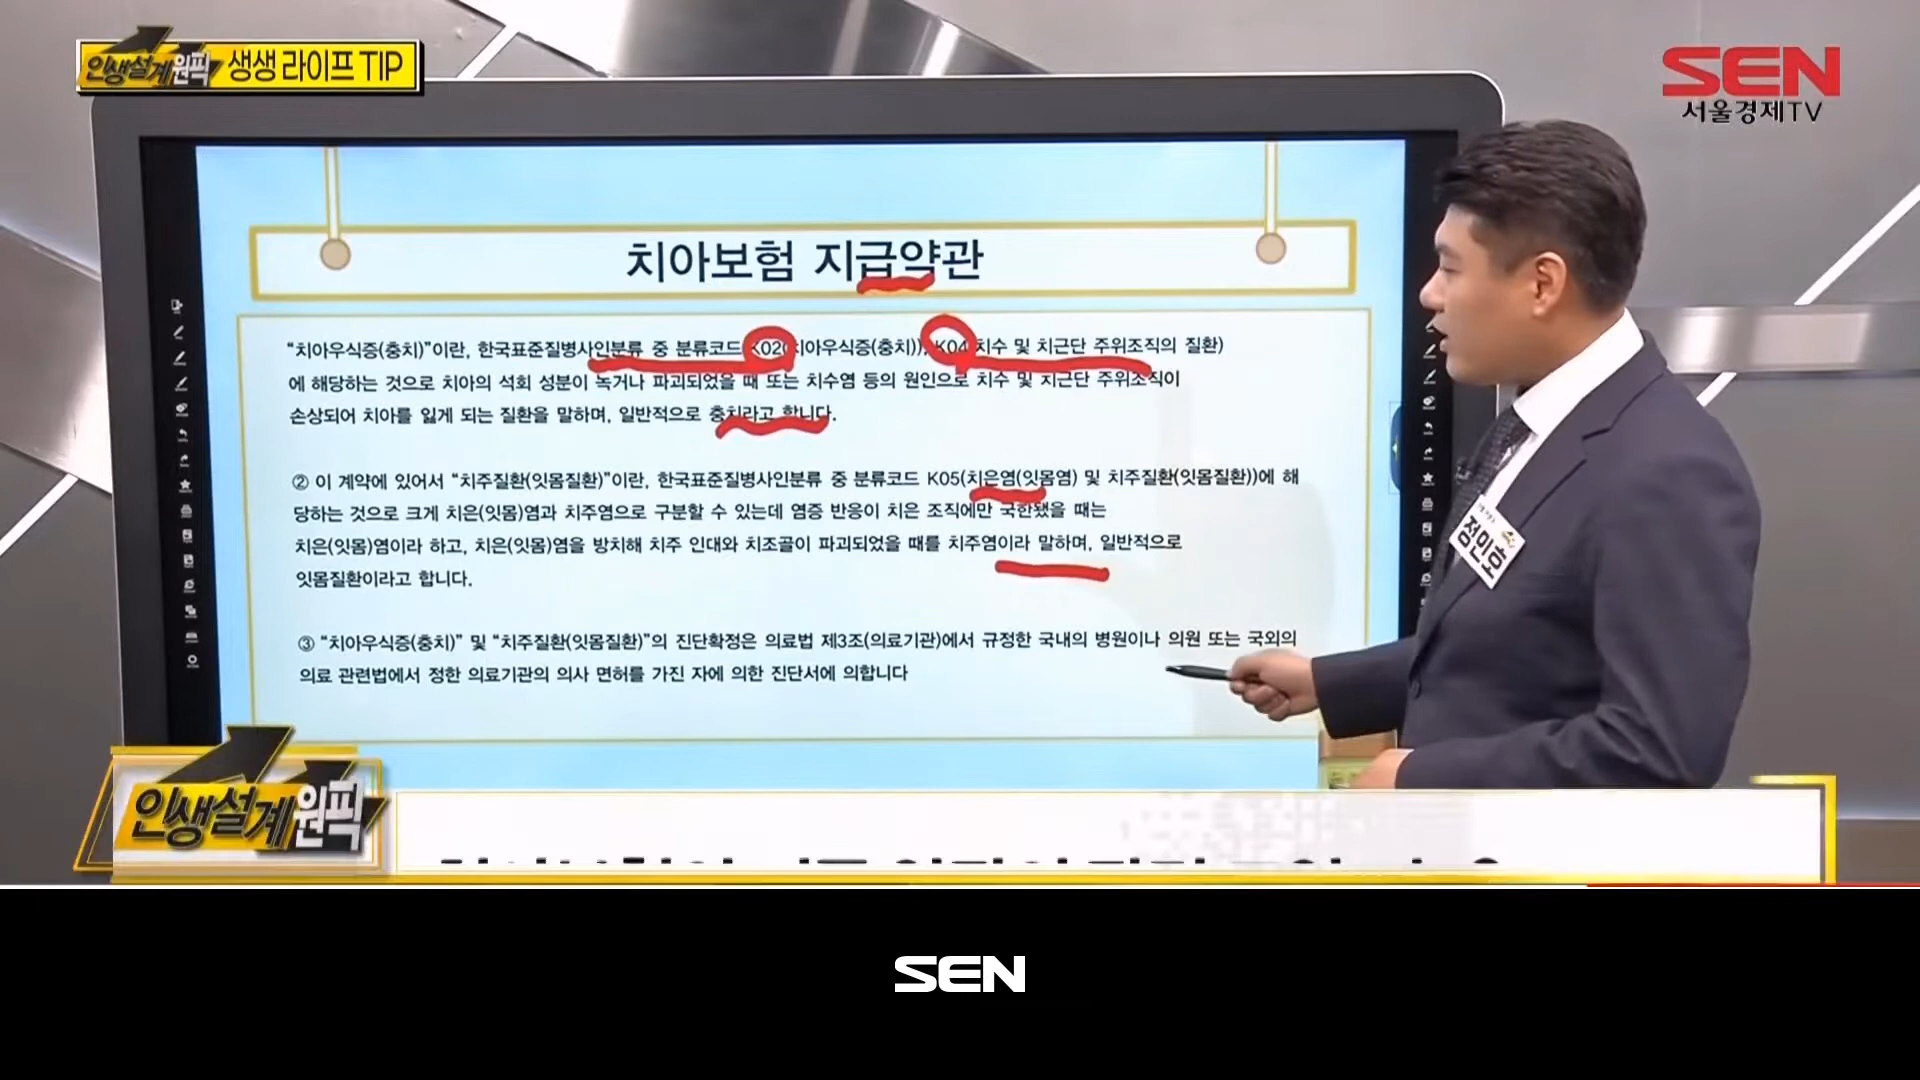 인생설계원픽 생생 라이프 TIP
SEN
서울경제TV
치아보험 지급약관
“치아우식증(충치)”이란, 한국표준질병사인분류 중 분류코드 K02(치아우식증(충치)), K04(치수 및 치근단 주위조직의 질환)
에 해당하는 것으로 치아의 석회 성분이 녹거나 파괴되었을 때 또는 치수염 등의 원인으로 치수 및 치근단 주위조직이
손상되어 치아를 잃게 되는 질환을 말하며, 일반적으로 충치라고 합니다.
② 이 계약에 있어서 “치주질환(잇몸질환)”이란, 한국표준질병사인분류 중 분류코드 K05(치은염(잇몸염) 및 치주질환(잇몸질환))에 해
당하는 것으로 크게 치은(잇몸)염과 치주염으로 구분할 수 있는데 염증 반응이 치은 조직에만 국한됐을 때는
치은(잇몸)염이라 하고, 치은(잇몸)염을 방치해 치주 인대와 치조골이 파괴되었을 때를 치주염이라 말하며, 일반적으로
잇몸질환이라고 합니다.
③ “치아우식증(충치)” 및 “치주질환(잇몸질환)”의 진단확정은 의료법 제3조(의료기관)에서 규정한 국내의 병원이나 의원 또는 국외의
의료 관련법에서 정한 의료기관의 의사 면허를 가진 자에 의한 진단서에 의합니다
정민호
인생설계원픽
SEN